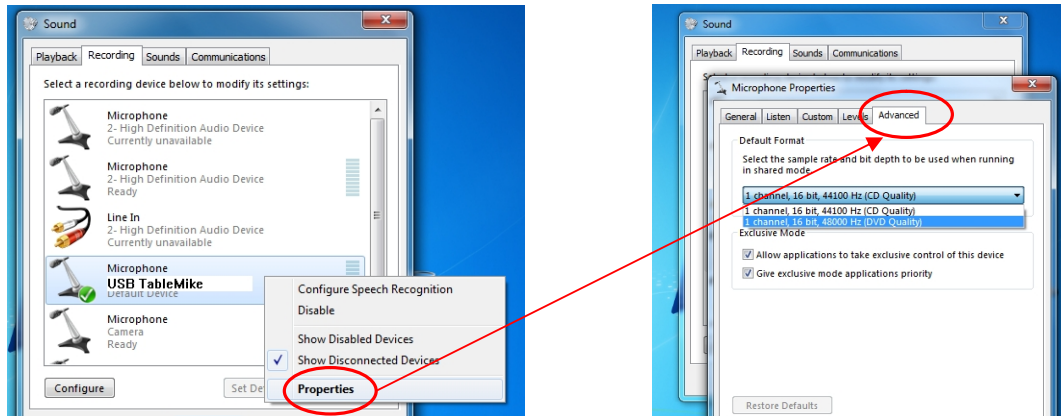 Sound
Playback Recording Sounds Communications
Select a recording device below to modify its settings:
Microphone
2- High Definition Audio Device
Currently unavailable
Microphone
2- High Definition Audio Device
Ready
Line In
2- High Definition Audio Device
Currently unavailable
Microphone
USB TableMike
Default Device
Microphone
Camera
Ready
Configure Speech Recognition
Disable
Show Disabled Devices
Show Disconnected Devices
Properties
Configure
Set De
Sound
Playback Recording Sounds Communications
Microphone Properties
General Listen Custom Levels Advanced
Default Format
Select the sample rate and bit depth to be used when running
in shared mode.
1 channel, 16 bit, 44100 Hz (CD Quality)
1 channel, 16 bit, 44100 Hz (CD Quality)
1 channel, 16 bit, 48000 Hz (DVD Quality)
Exclusive Mode
Allow applications to take exclusive control of this device
Give exclusive mode applications priority
Restore Defaults